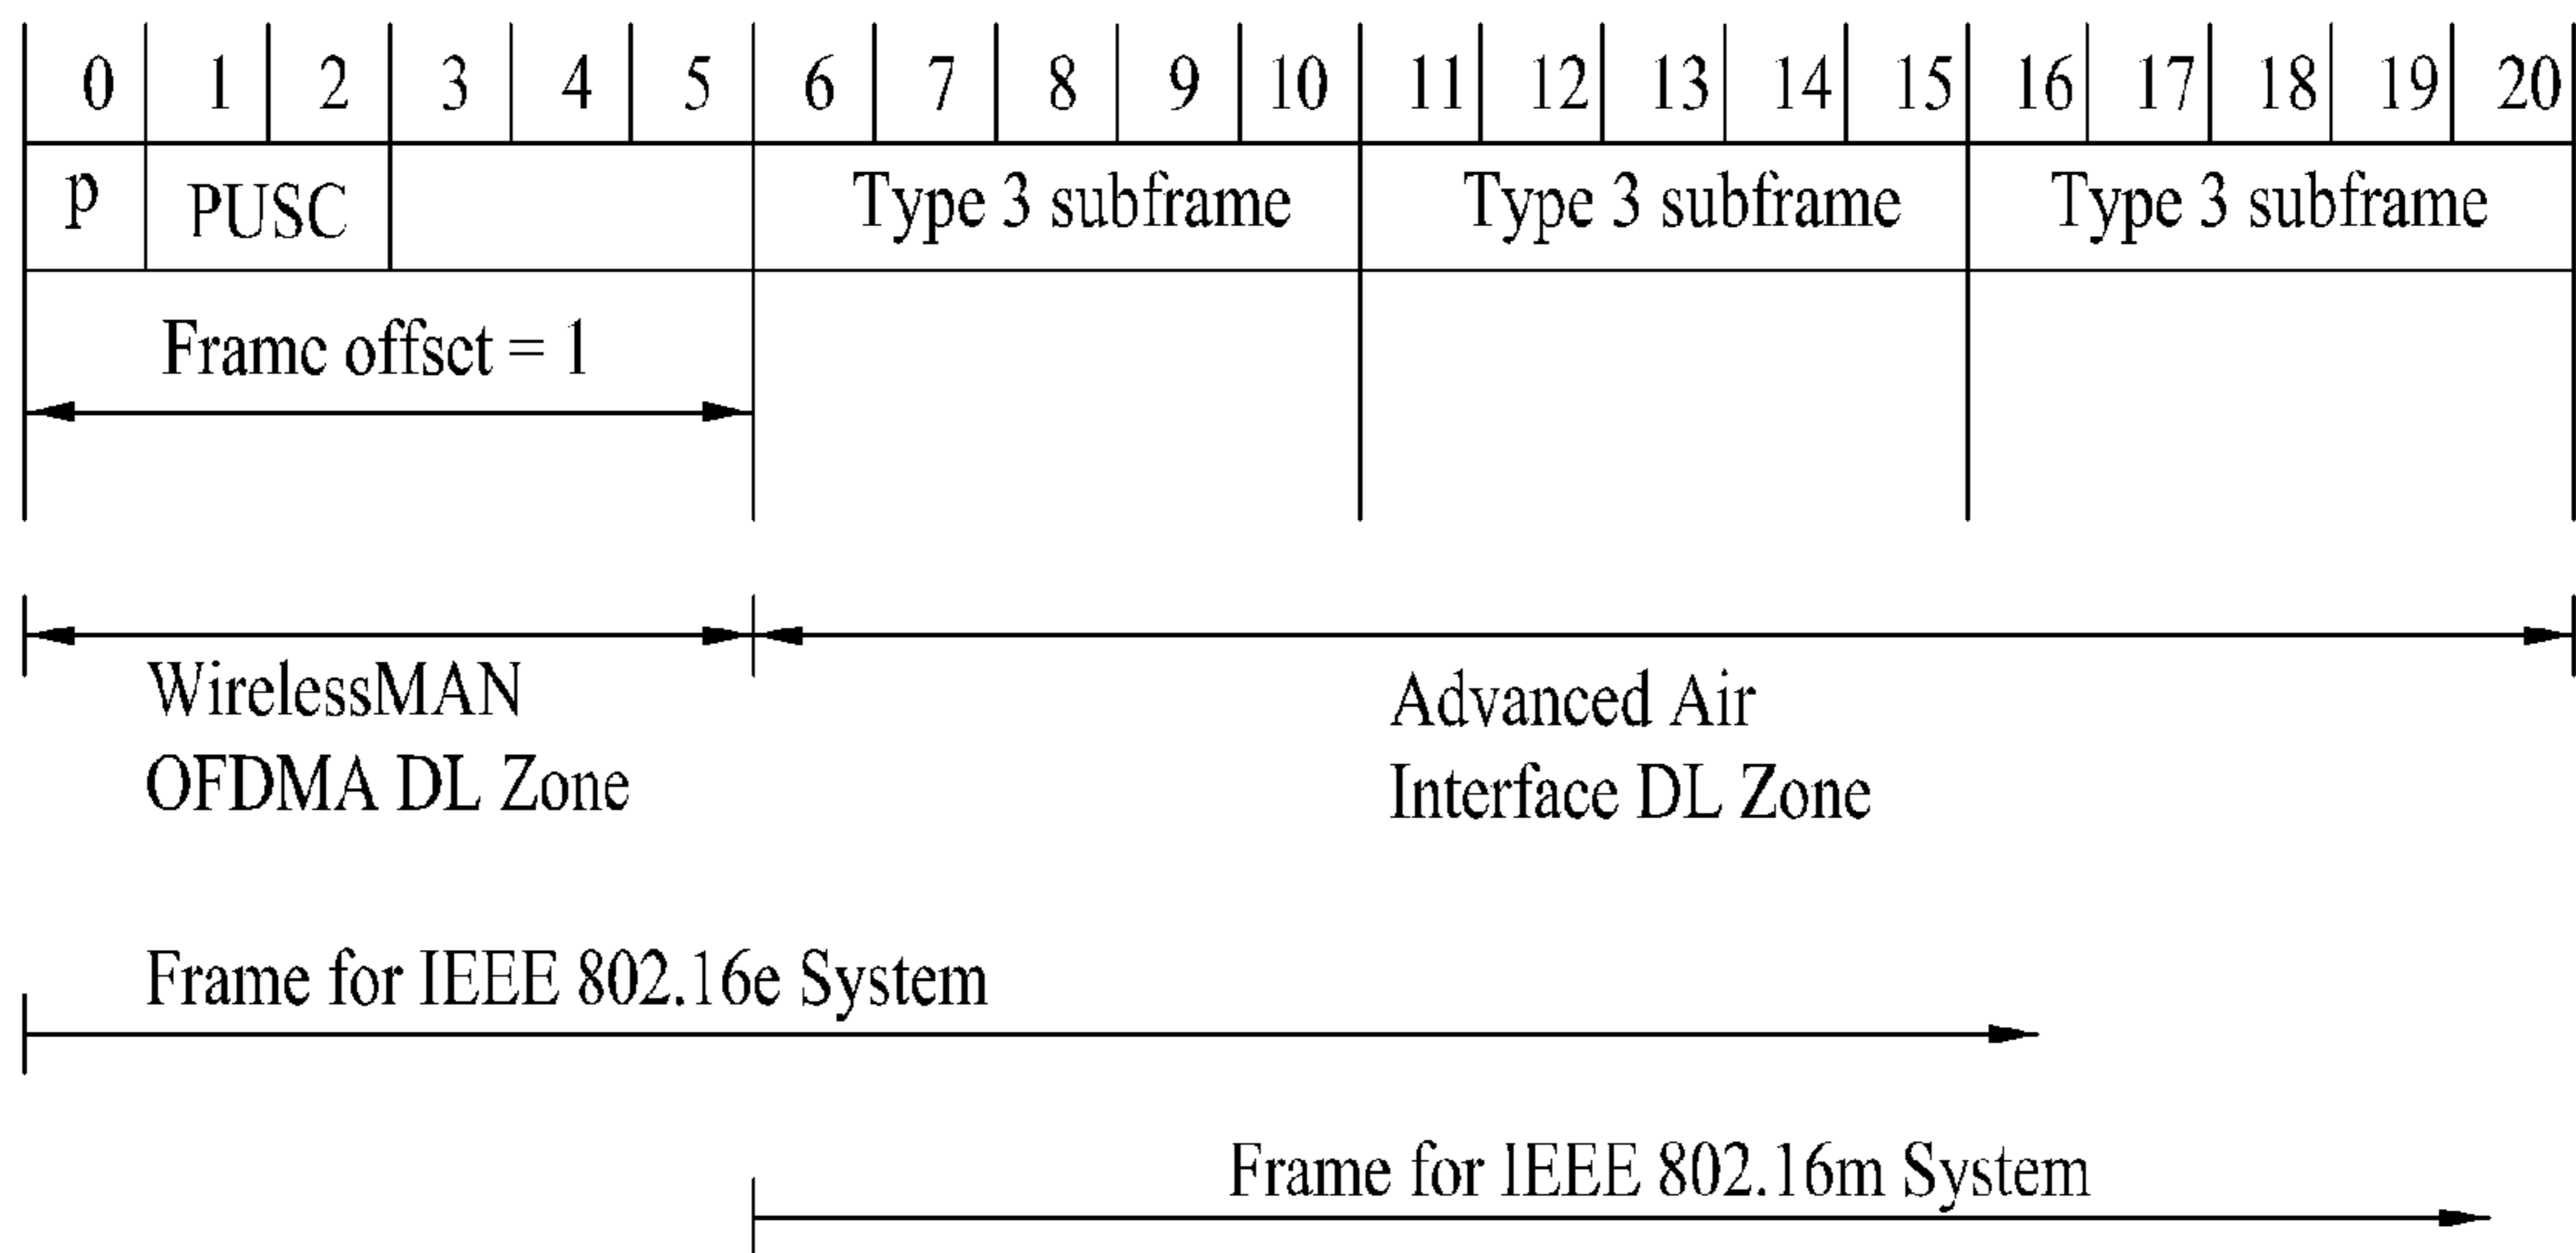 0 1 2 3 4 5 6 7 8 9 10 11 12 13 14 15 16 17 18 19 20
p PUSC Type 3 subframe Type 3 subframe Type 3 subframe
Frame offset = 1
WirelessMAN
OFDMA DL Zone
Advanced Air
Interface DL Zone
Frame for IEEE 802.16e System
Frame for IEEE 802.16m System